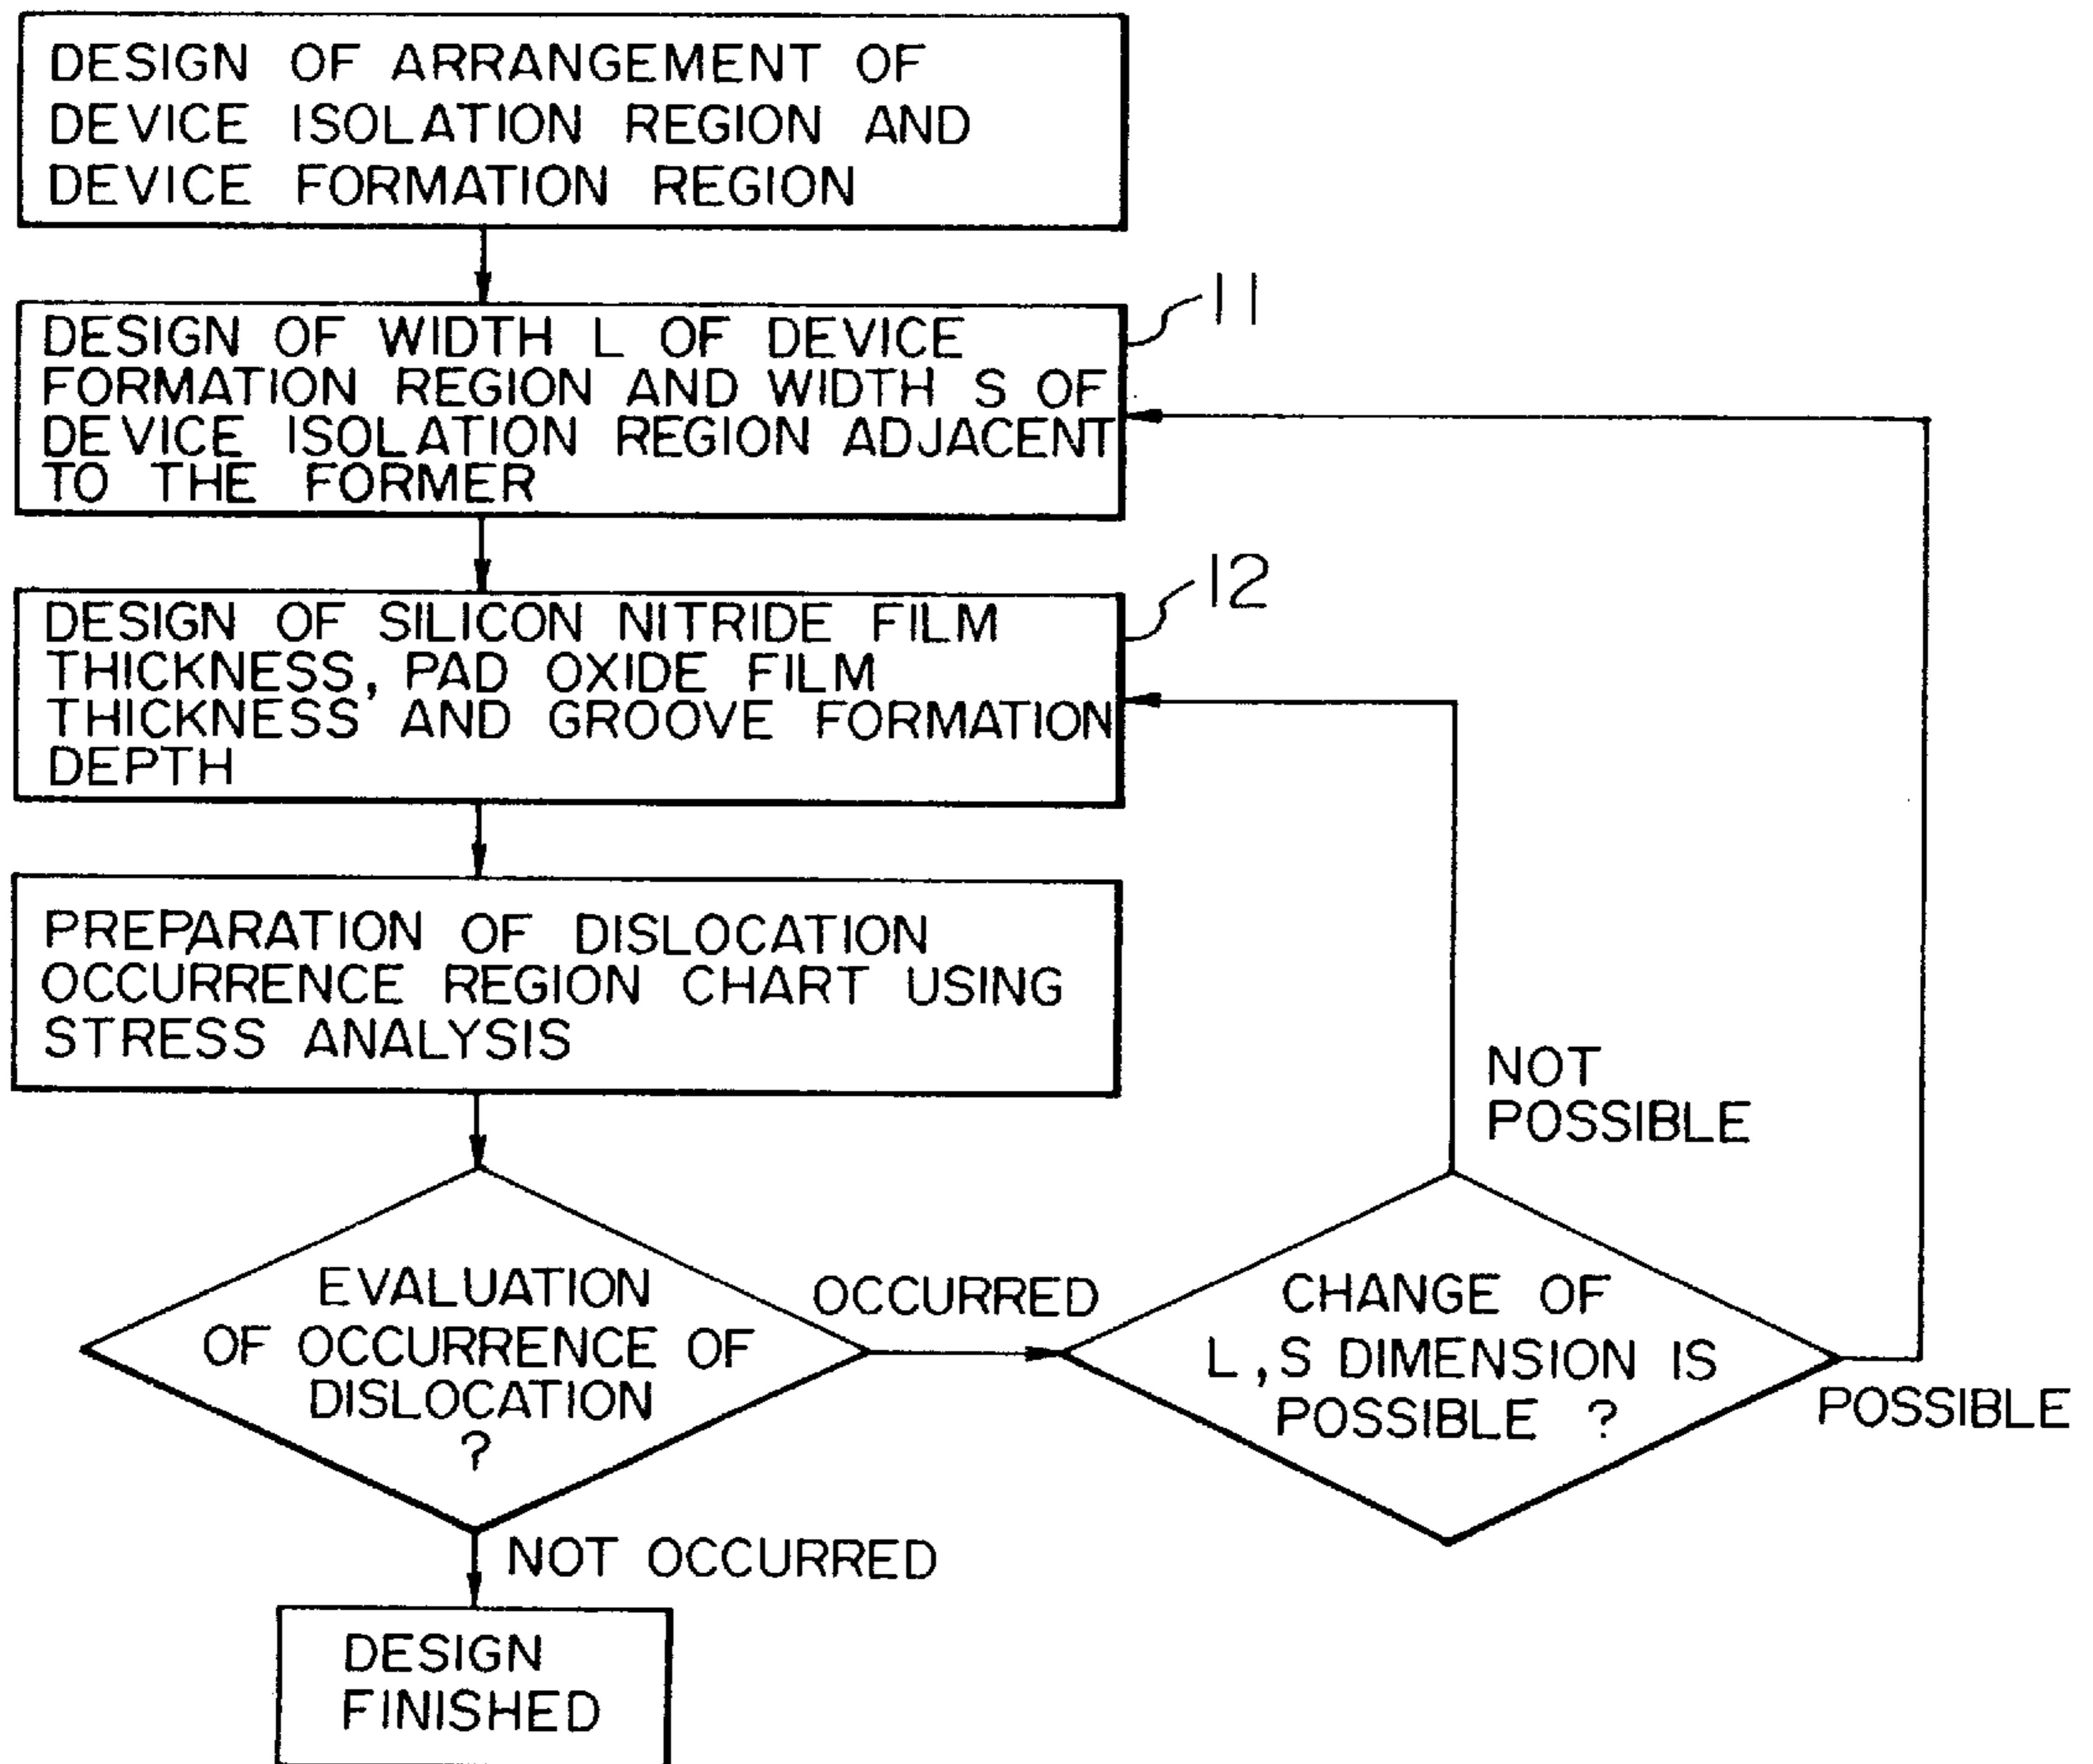 DESIGN OF ARRANGEMENT OF
DEVICE ISOLATION REGION AND
DEVICE FORMATION REGION
11
DESIGN OF WIDTH L OF DEVICE
FORMATION REGION AND WIDTH S OF
DEVICE ISOLATION REGION ADJACENT
TO THE FORMER
12
DESIGN OF SILICON NITRIDE FILM
THICKNESS, PAD OXIDE FILM
THICKNESS AND GROOVE FORMATION
DEPTH
PREPARATION OF DISLOCATION
OCCURRENCE REGION CHART USING
STRESS ANALYSIS
NOT
POSSIBLE
EVALUATION
OF OCCURRENCE OF
DISLOCATION
?
OCCURRED
CHANGE OF
L,S DIMENSION IS
POSSIBLE ?
POSSIBLE
NOT OCCURRED
DESIGN
FINISHED